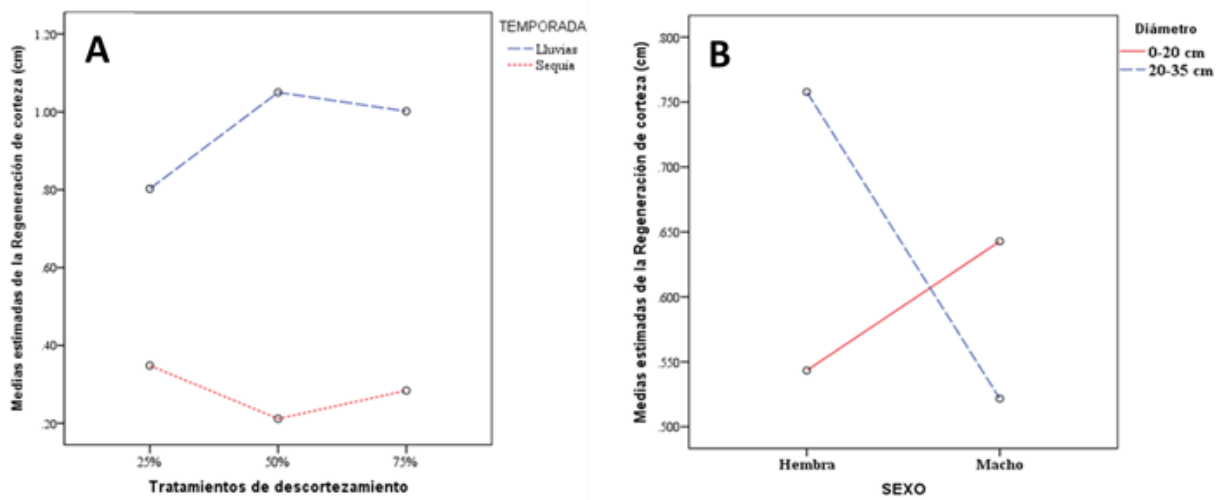 A
Medias estimadas de la Regeneración de corteza (cm)
1.20
1.00
.80
.60
.40
.20
25%
50%
75%
Tratamientos de descortezamiento
TEMPORADA
Lluvias
Sequía
B
Medias estimadas de la Regeneración de corteza (cm)
.800
.750
.700
.650
.600
.550
.500
Hembra
Macho
SEXO
Diámetro
0-20 cm
20-35 cm